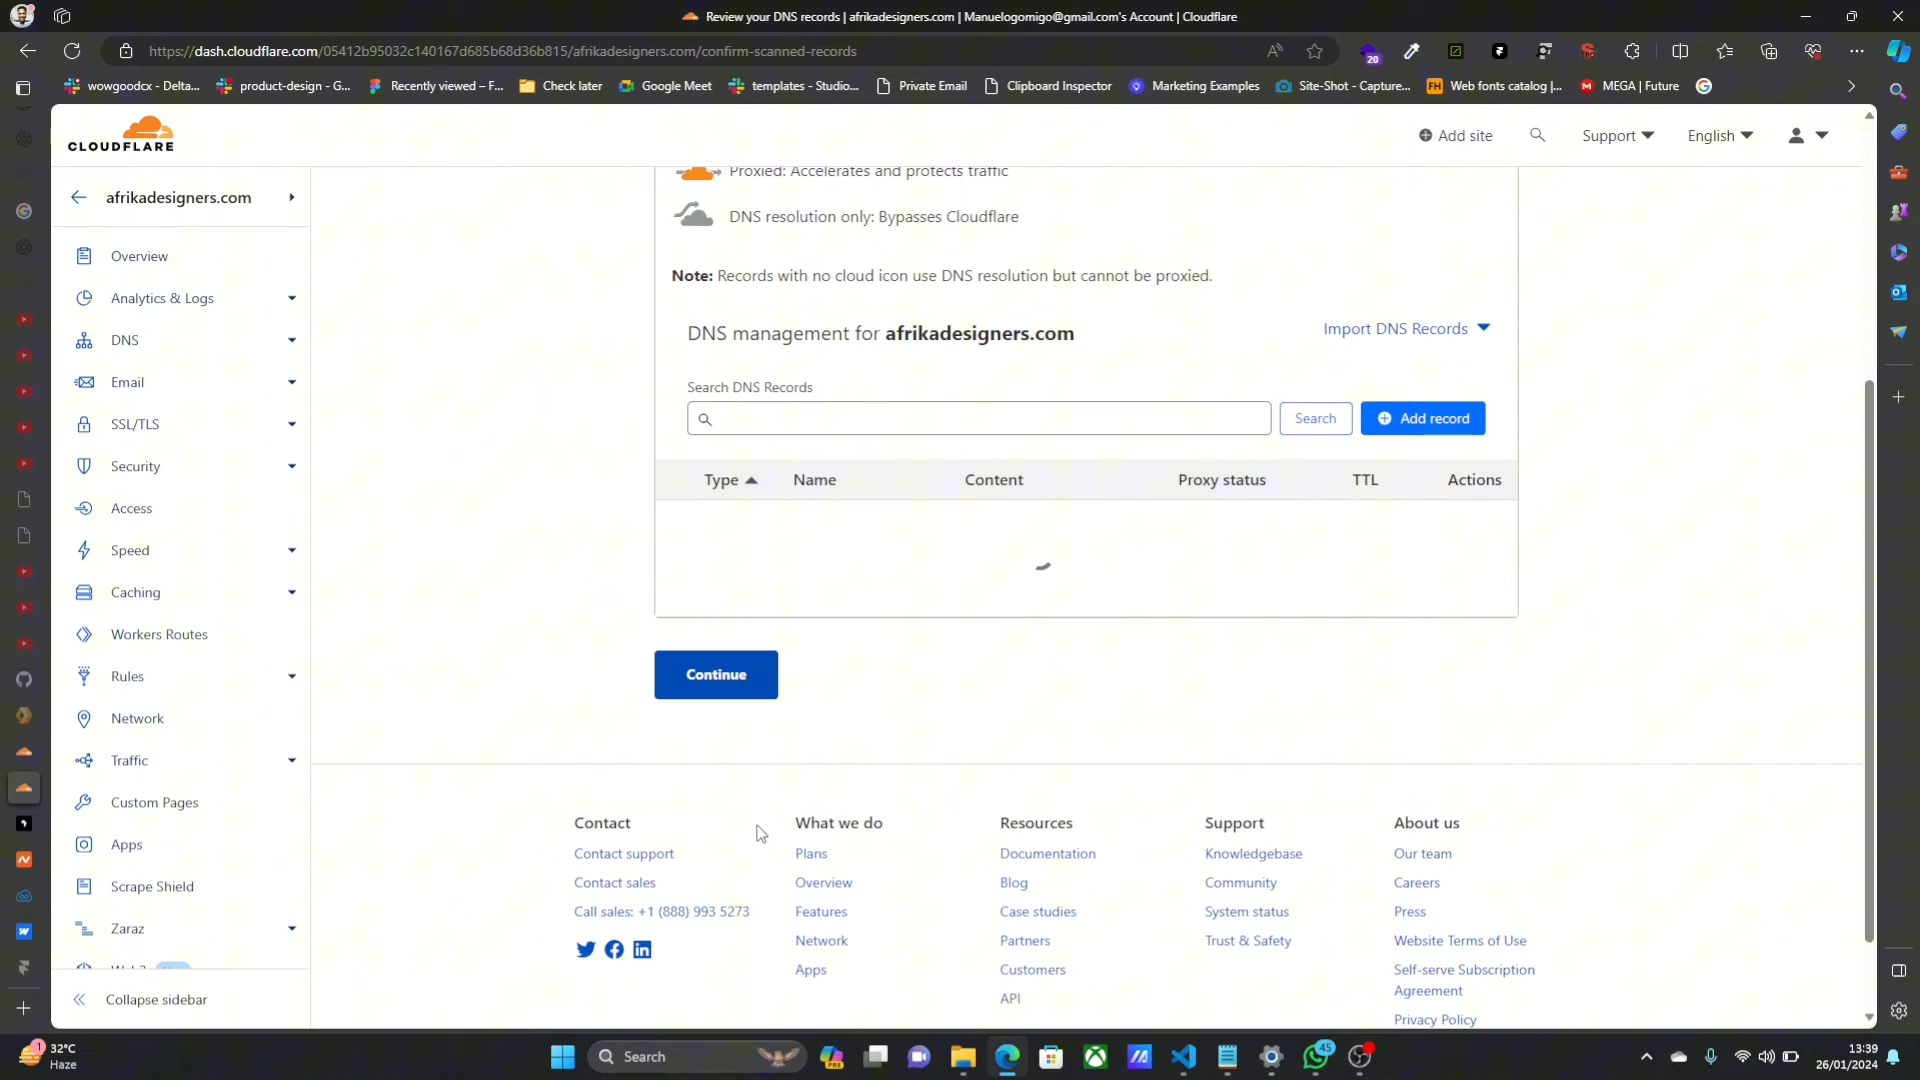 Review your DNS records | afrikadesigners.com | Manuelogomigo@gmail.com's Account | Cloudflare
https://dash.cloudflare.com/05412b95032c140167d685b68d36b815/afrikadesigners.com/confirm-scanned-records
20
wowgoodcx - Delta...
product-design - G...
Recently viewed – F...
Check later
Google Meet
templates - Studio...
Private Email
Clipboard Inspector
Marketing Examples
Site-Shot - Capture...
FH Web fonts catalog |...
M MEGA | Future
CLOUDFLARE
Add site
Support
English
afrikadesigners.com
Overview
Analytics & Logs
DNS
Email
SSL/TLS
Security
Access
Speed
Caching
Workers Routes
Rules
Network
Traffic
Custom Pages
Apps
Scrape Shield
Zaraz
Collapse sidebar
Proxied: Accelerates and protects traffic
DNS resolution only: Bypasses Cloudflare
Note: Records with no cloud icon use DNS resolution but cannot be proxied.
DNS management for afrikadesigners.com
Import DNS Records
Search DNS Records
Search
Add record
Type Name Content Proxy status TTL Actions
Continue
Contact
Contact support
Contact sales
Call sales: +1 (888) 993 5273
What we do
Plans
Overview
Features
Network
Apps
Resources
Documentation
Blog
Case studies
Partners
Customers
API
Support
Knowledgebase
Community
System status
Trust & Safety
About us
Our team
Careers
Press
Website Terms of Use
Self-serve Subscription
Agreement
Privacy Policy
1
32°C
Haze
Search
PRE
45
13:39
26/01/2024